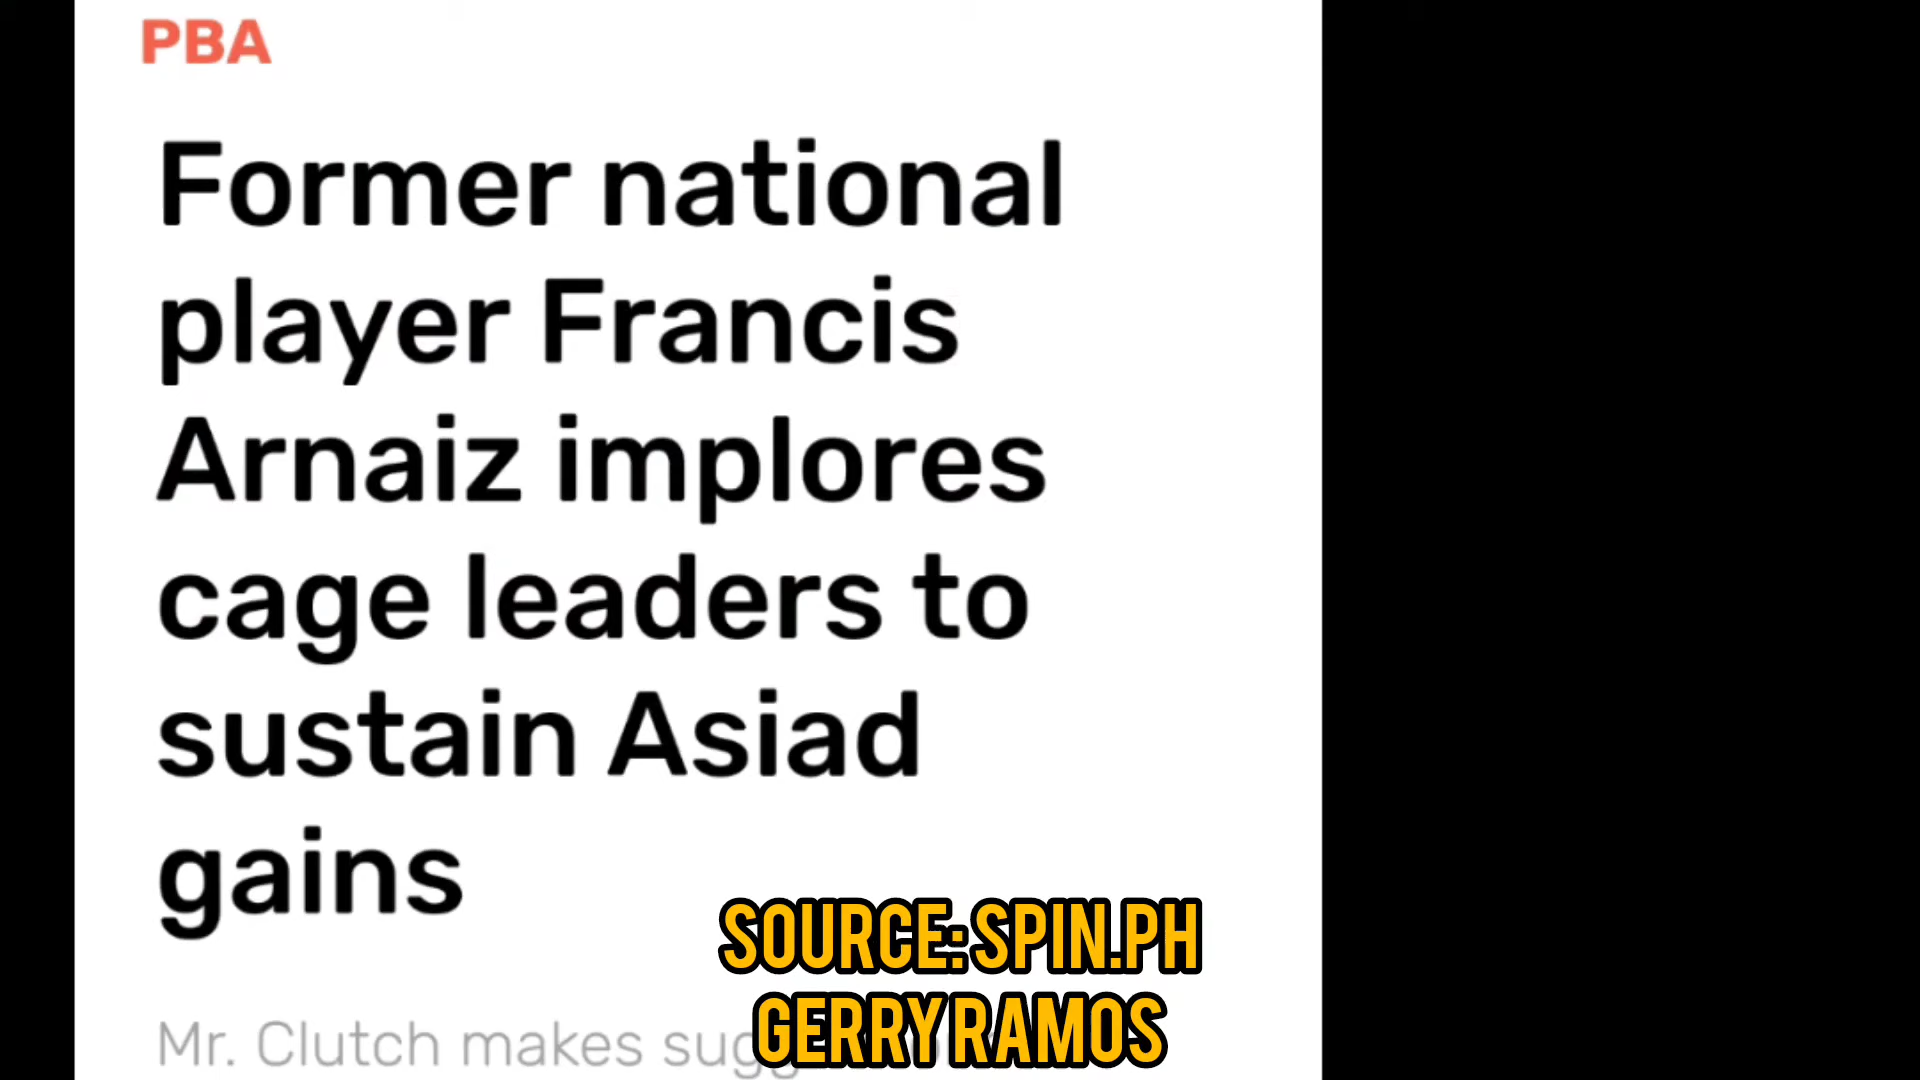 PBA
Former national
player Francis
Arnaiz implores
cage leaders to
sustain Asiad
gains
SOURCE: SPIN.PH
GERRY RAMOS
Mr. Clutch makes